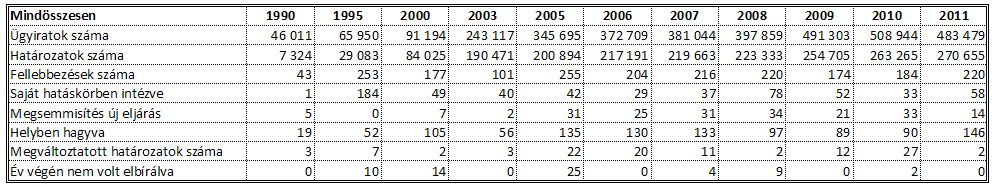 Mindösszesen 1990 1995 2000 2003 2005 2006 2007 2008 2009 2010 2011
Ügyiratok száma 46 011 65 950 91 194 243 117 345 695 372 709 381 044 397 859 491 303 508 944 483 479
Határozatok száma 7 324 29 083 84 025 190 471 200 894 217 191 219 663 223 333 254 705 263 265 270 655
Fellebbezések száma 43 253 177 101 255 204 216 220 174 184 220
Saját hatáskörben intézve 1 184 49 40 42 29 37 78 52 33 58
Megsemmisítés új eljárás 5 0 7 2 31 25 31 34 21 33 14
Helyben hagyva 19 52 105 56 135 130 133 97 89 90 146
Megváltoztatott határozatok száma 3 7 2 3 22 20 11 2 12 27 2
Év végén nem volt elbírálva 0 10 14 0 25 0 4 9 0 2 0